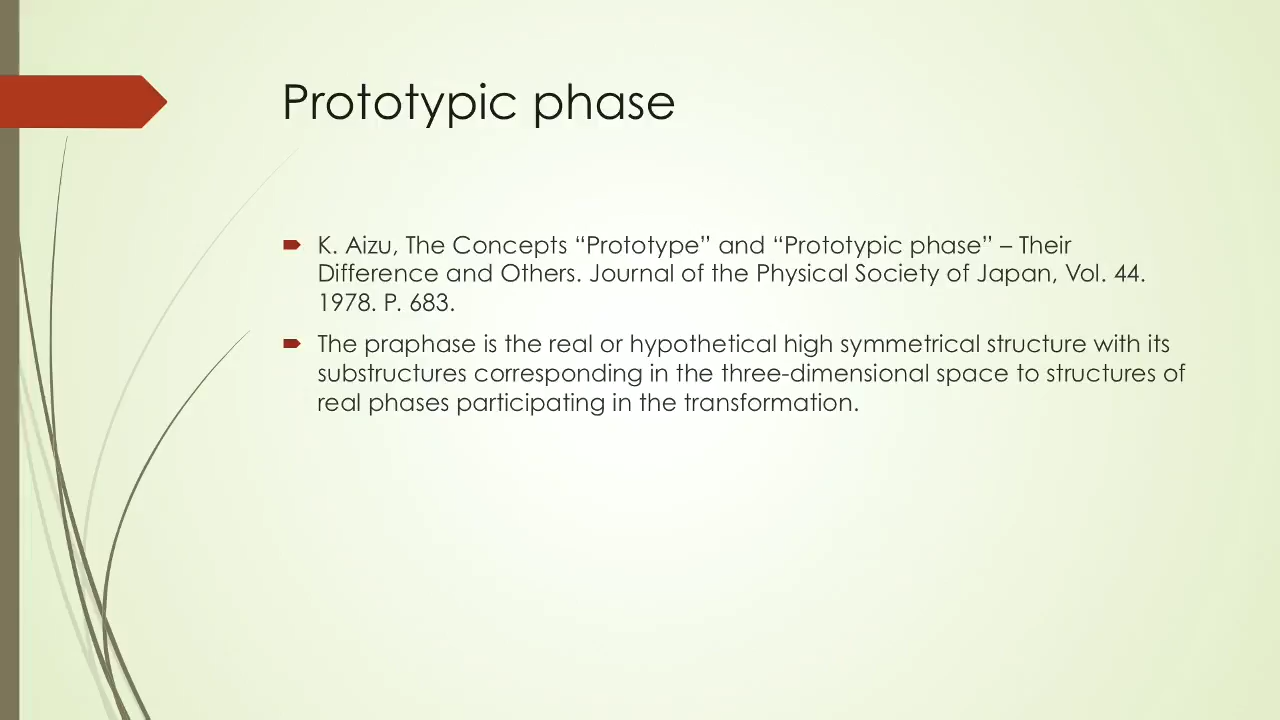 Prototypic phase
K. Aizu, The Concepts “Prototype” and “Prototypic phase” – Their
Difference and Others. Journal of the Physical Society of Japan, Vol. 44.
1978. P. 683.
The praphase is the real or hypothetical high symmetrical structure with its
substructures corresponding in the three-dimensional space to structures of
real phases participating in the transformation.